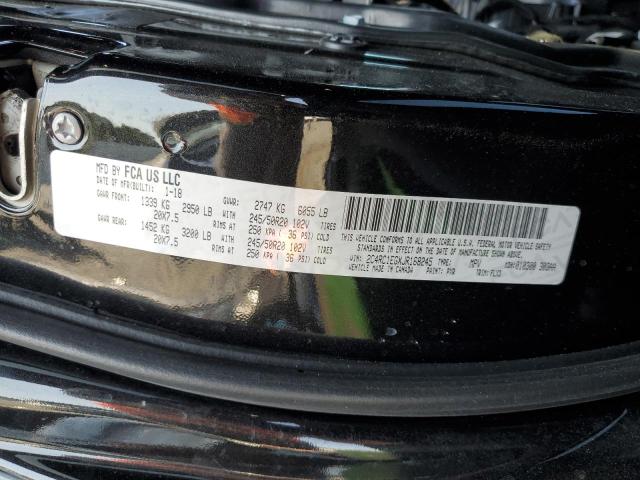 MFD BY FCA US LLC
DATE OF MFR(BUILT): 1-18 GVWR: 2747 KG 6055 LB
GAWR FRONT: 1339 KG 2950 LB WITH 245/50R20 102V TIRES
20X7.5 RIMS AT 250 KPA ( 36 PSI) COLD
GAWR REAR: 1452 KG 3200 LB WITH 245/50R20 102V TIRES
20X7.5 RIMS AT 250 KPA ( 36 PSI) COLD
THIS VEHICLE CONFORMS TO ALL APPLICABLE U.S.A. FEDERAL MOTOR VEHICLE SAFETY
STANDARDS IN EFFECT ON THE DATE OF MANUFACTURE SHOWN ABOVE.
VIN: 2C4RC1EGXJR168245 TYPE: MPV
MADE IN CANADA PAINT: PXR TRIM: